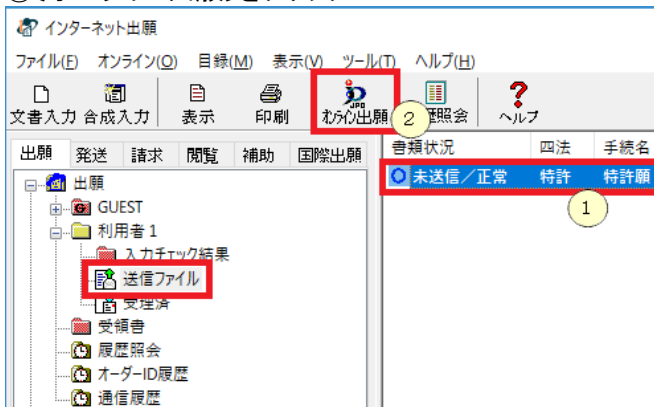 インターネット出願
ファイル(F) オンライン(O) 目録(M) 表示(V) ツール(T) ヘルプ(H)
文書入力 合成入力 表示 印刷 ｵﾝﾗｲﾝ出願 照会 ヘルプ
2
出願 発送 請求 閲覧 補助 国際出願
書類状況 四法 手続名
未送信／正常 特許 特許願
1
出願
GUEST
利用者1
入力チェック結果
送信ファイル
受理済
受領書
履歴照会
オーダーID履歴
通信履歴